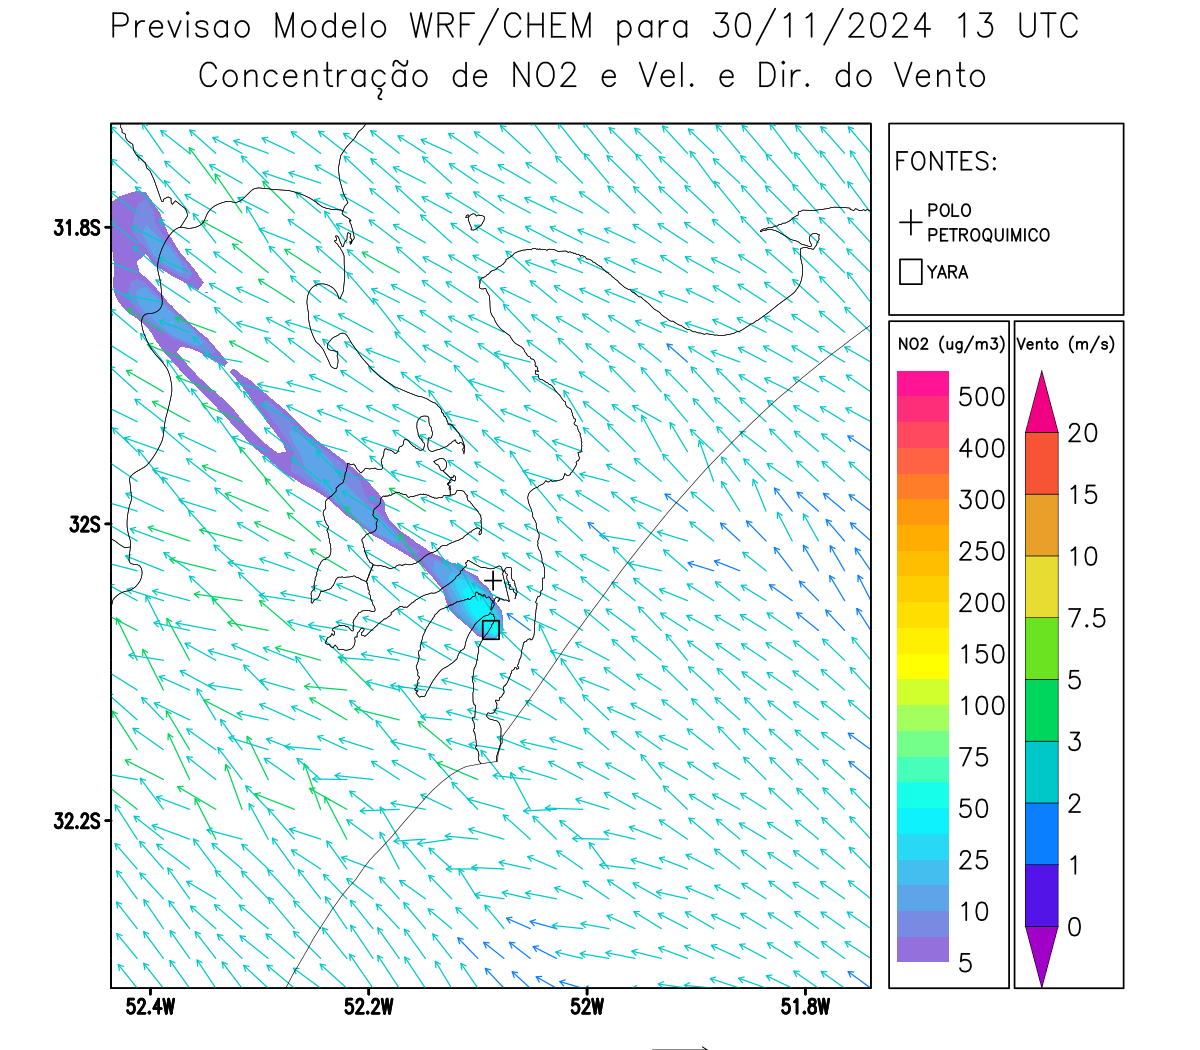 Previsao Modelo WRF/CHEM para 30/11/2024 13 UTC
Concentração de NO2 e Vel. e Dir. do Vento
FONTES:
POLO
PETROQUIMICO
YARA
31.8S
32S
32.2S
52.4W
52.2W
52W
51.8W
NO2 (ug/m3)
500
400
300
250
200
150
100
75
50
25
10
5
Vento (m/s)
20
15
10
7.5
5
3
2
1
0